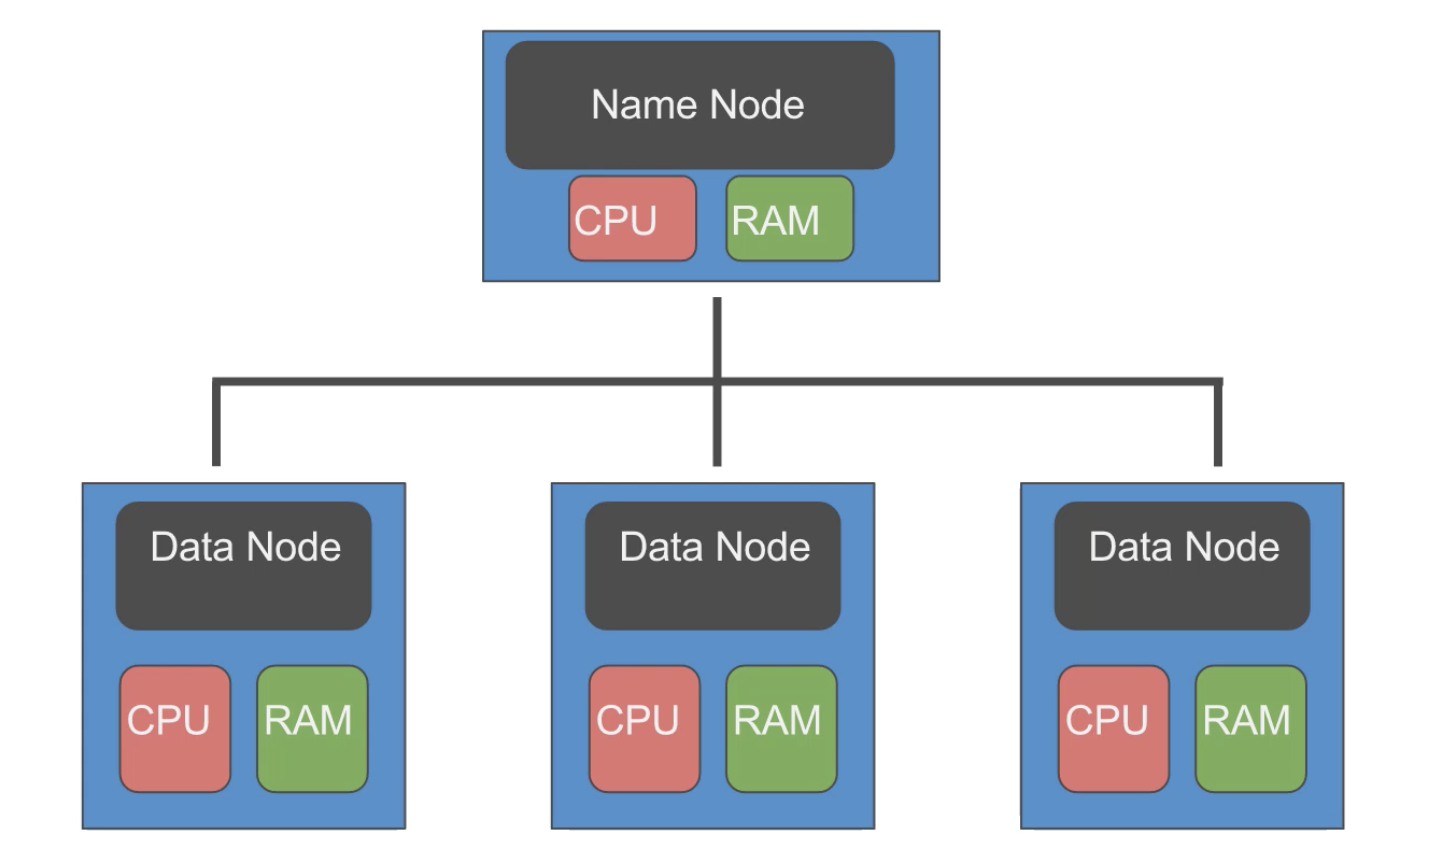 Name Node
CPU
RAM
Data Node
CPU
RAM
Data Node
CPU
RAM
Data Node
CPU
RAM